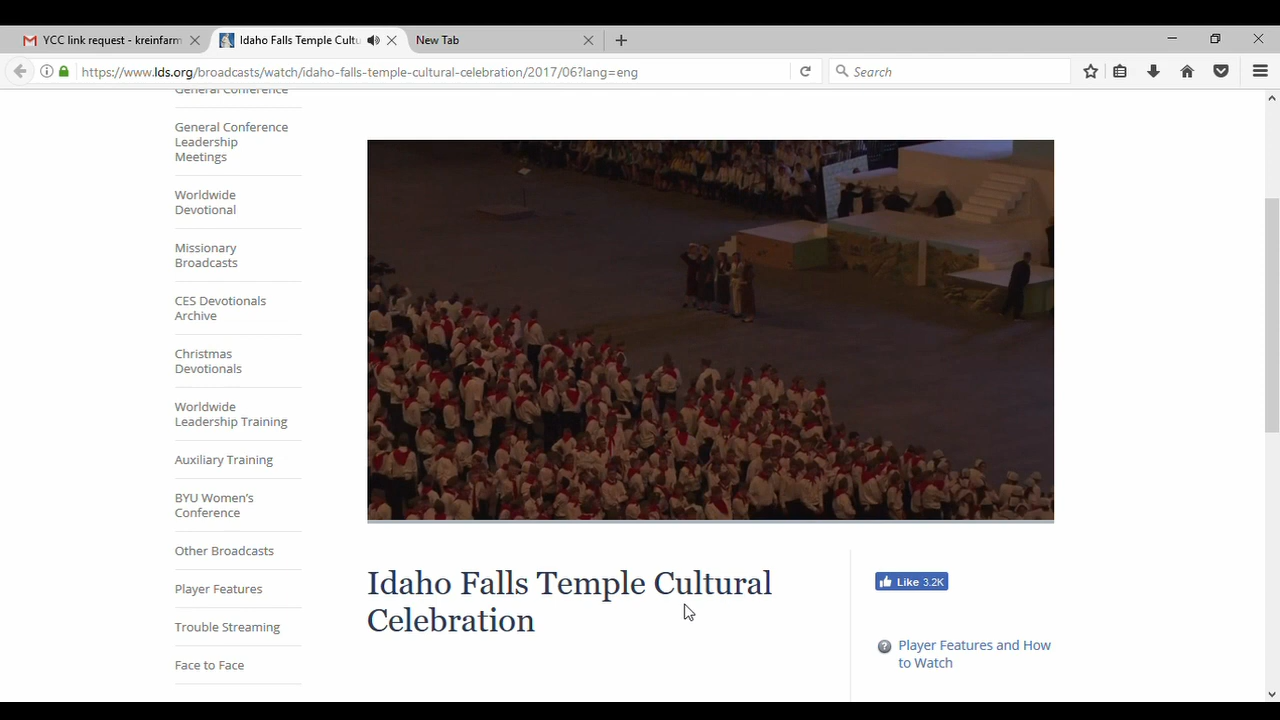 YCC link request - kreinfarm
Idaho Falls Temple Cultu
New Tab
https://www.lds.org/broadcasts/watch/idaho-falls-temple-cultural-celebration/2017/06?lang=eng
Search
General Conference
General Conference
Leadership
Meetings
Worldwide
Devotional
Missionary
Broadcasts
CES Devotionals
Archive
Christmas
Devotionals
Worldwide
Leadership Training
Auxiliary Training
BYU Women's
Conference
Other Broadcasts
Player Features
Trouble Streaming
Face to Face
Idaho Falls Temple Cultural
Celebration
Like 3.2K
Player Features and How
to Watch